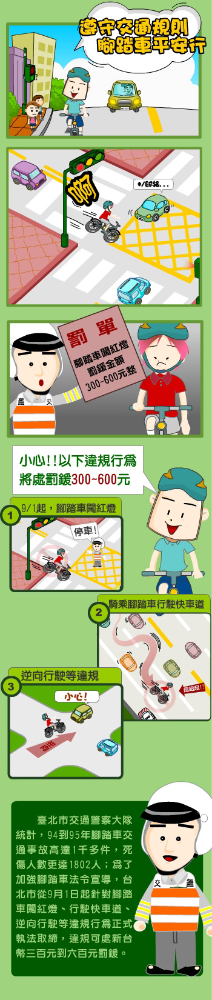 遵守交通規則
腳踏車平安行
啊
*/@#$&...
罰單
腳踏車闖紅燈
罰鍰金額
300~600元整
警
交
小心!!以下違規行為
將處罰鍰300~600元
1
9/1起，腳踏車闖紅燈
停車!
2
騎乘腳踏車行駛快車道
超超超!!
3
逆向行駛等違規
小心!
臺北市交通警察大隊
統計，94到95年腳踏車交
通事故高達1千多件，死
傷人數更達1802人；為了
加強腳踏車法令宣導，台
北市從9月1日起針對腳踏
車闖紅燈、行駛快車道、
逆向行駛等違規行為正式
執法取締，違規可處新台
幣三百元到六百元罰鍰。
交
警